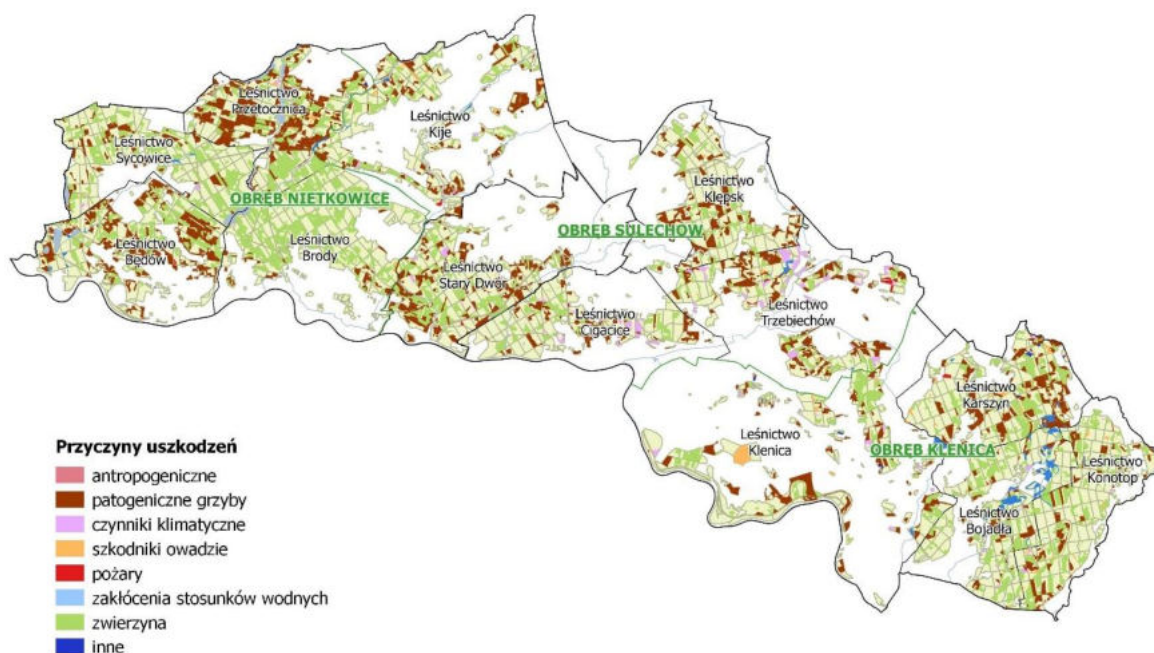 Leśnictwo
Przetocznica
Leśnictwo
Kije
Leśnictwo
Sycowice
OBRĘB NIETKOWICE
Leśnictwo
Będów
Leśnictwo
Brody
Leśnictwo
Klępsk
OBRĘB SULECHÓW
Leśnictwo
Stary Dwór
Leśnictwo
Cigacice
Leśnictwo
Trzebiechów
Leśnictwo
Karszyn
Leśnictwo
Klenica
OBRĘB KLENICA
Leśnictwo
Konotop
Leśnictwo
Bojadła
Przyczyny uszkodzeń
antropogeniczne
patogeniczne grzyby
czynniki klimatyczne
szkodniki owadzie
pożary
zakłócenia stosunków wodnych
zwierzyna
inne